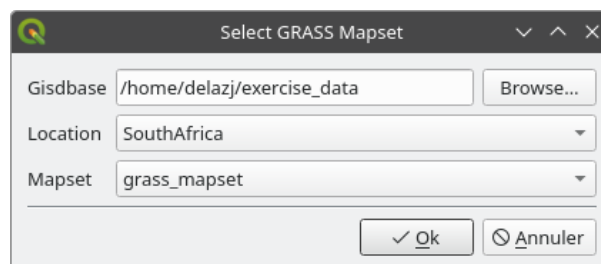 Select GRASS Mapset
Gisdbase /home/delazj/exercise_data Browse...
Location SouthAfrica
Mapset grass_mapset
Ok Annuler